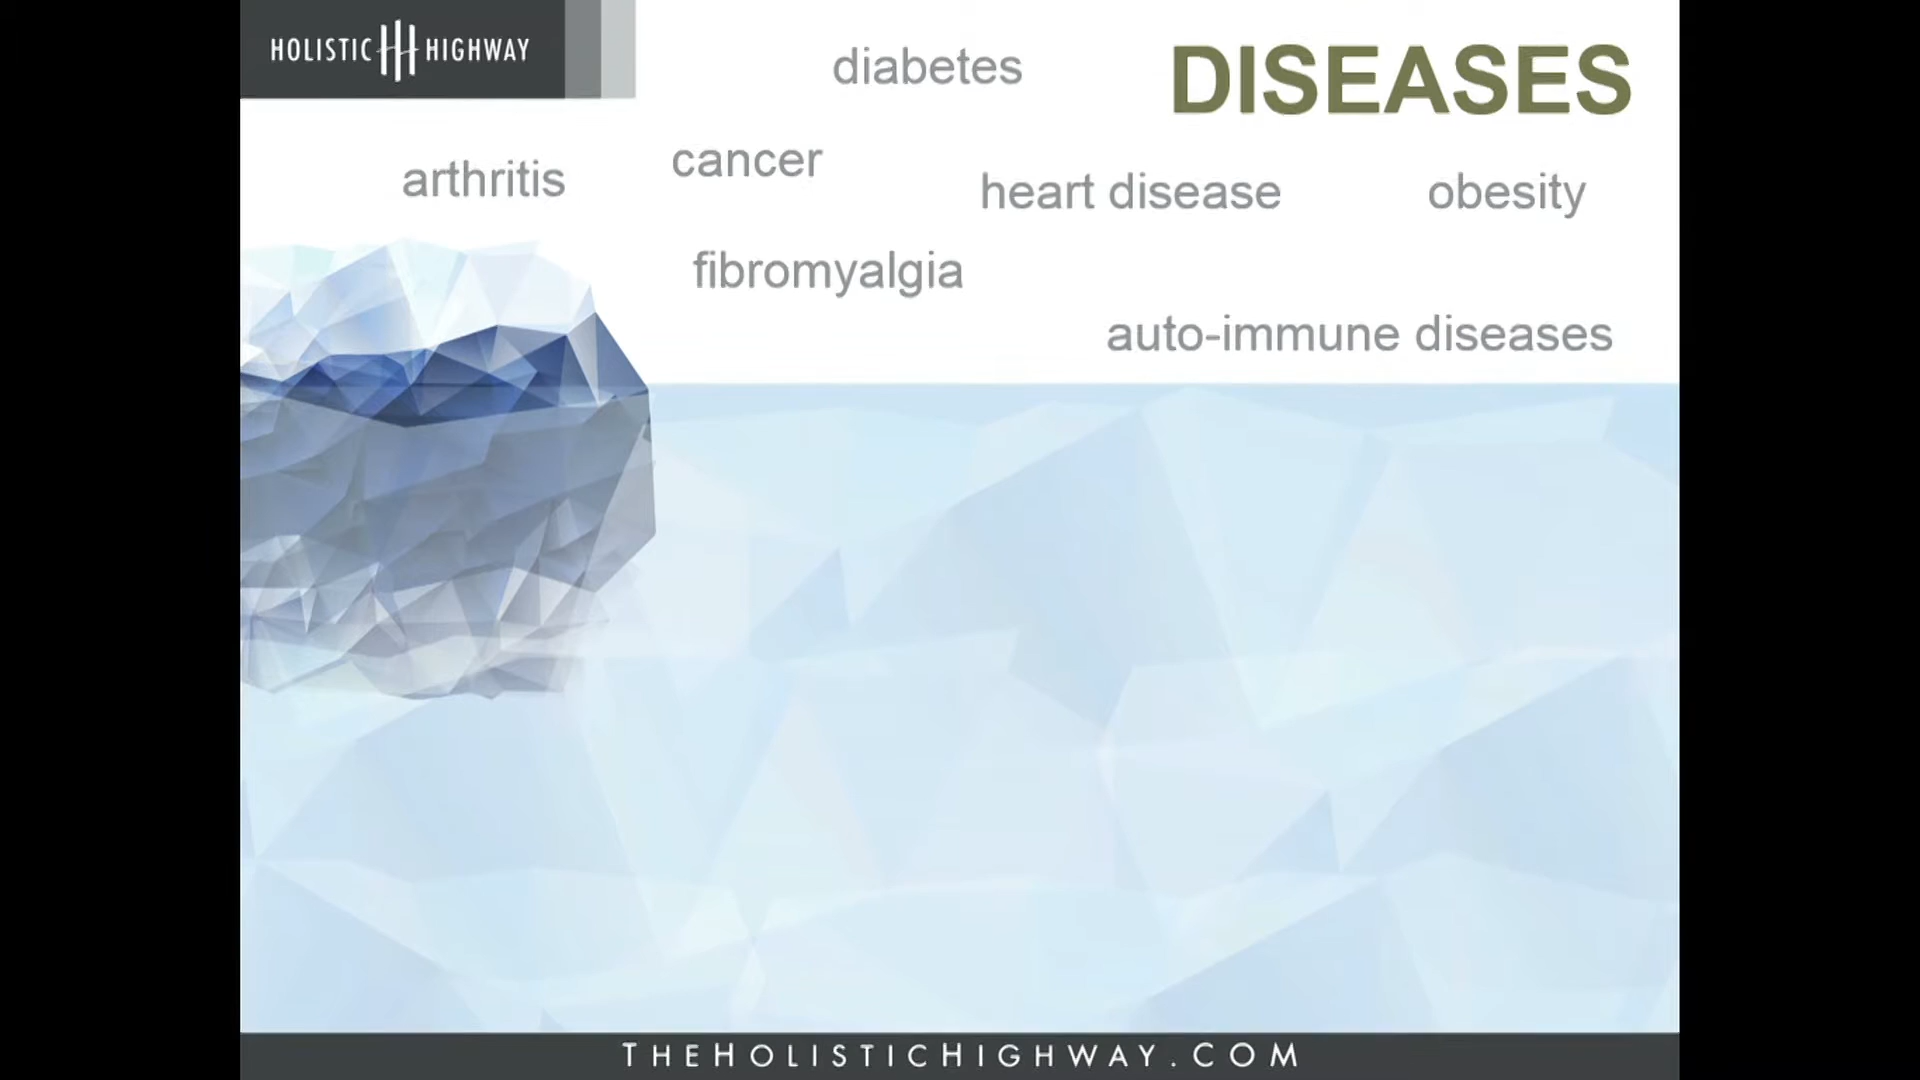 HOLISTIC HIGHWAY
DISEASES
diabetes
cancer
arthritis
heart disease
obesity
fibromyalgia
auto-immune diseases
THEHOLISTICHIGHWAY.COM